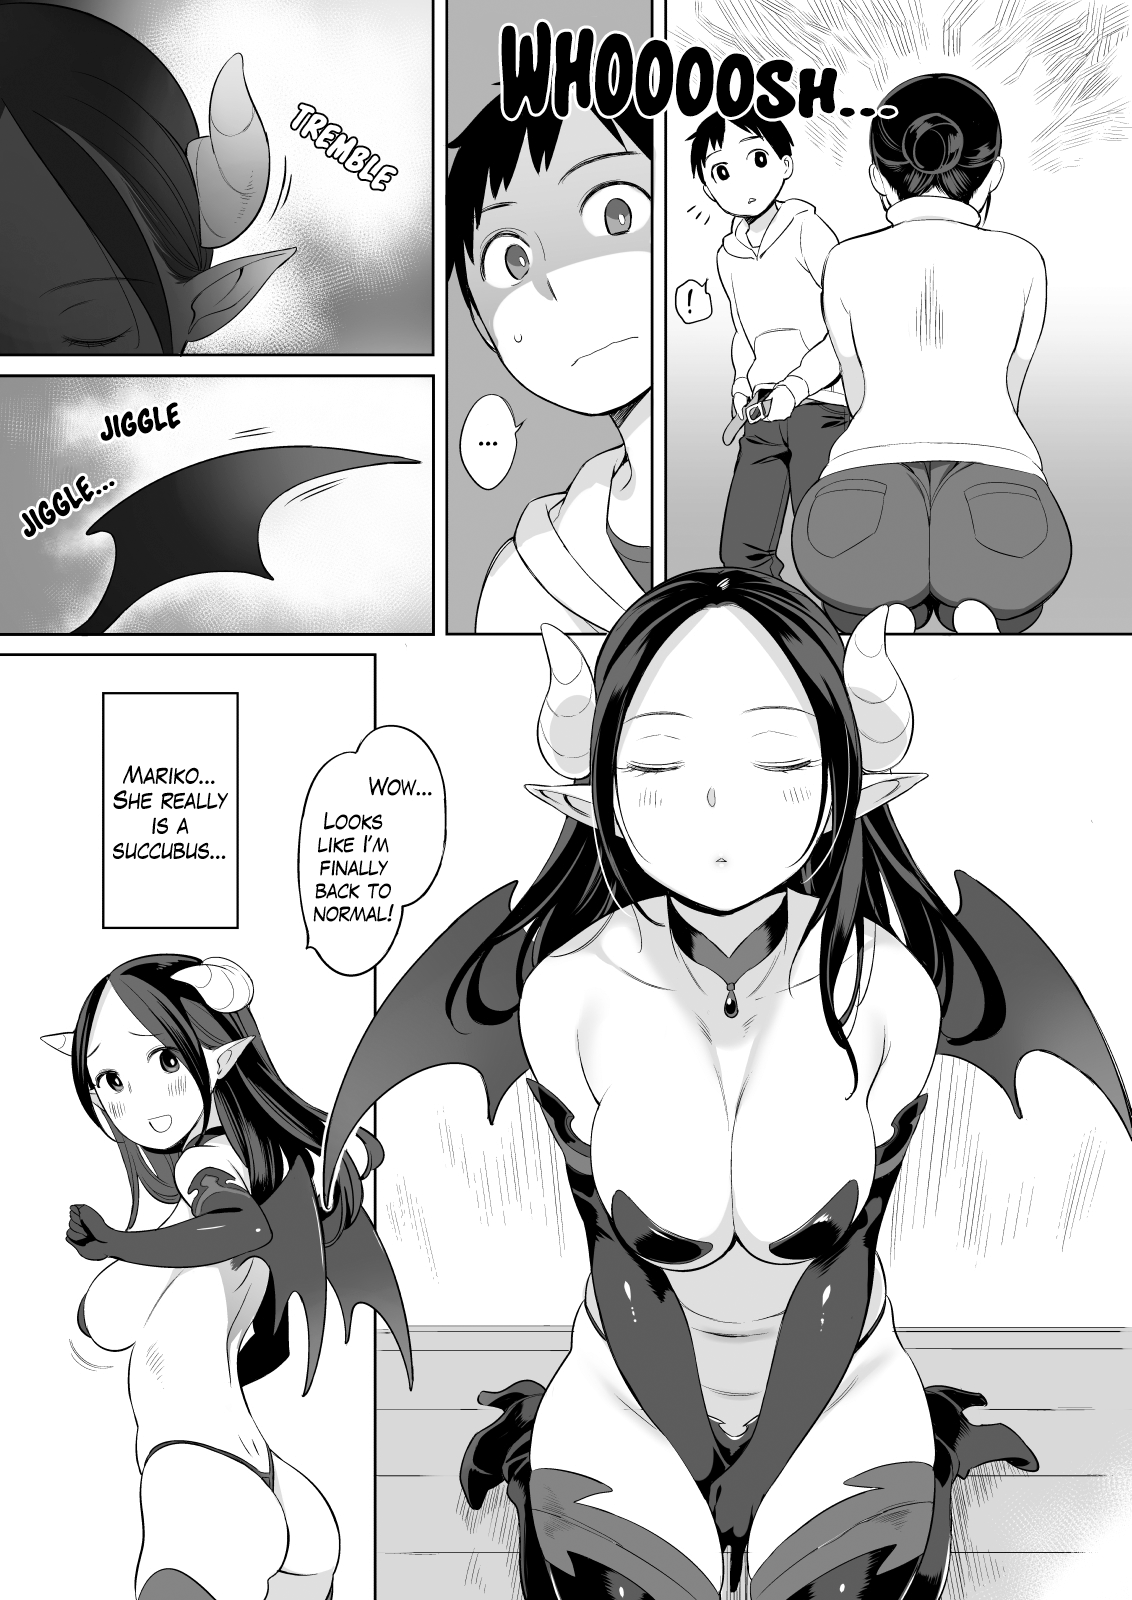 WHOOOOSH...
!
...
TREMBLE
JIGGLE
JIGGLE...
WOW...
LOOKS
LIKE I'M
FINALLY
BACK TO
NORMAL!
MARIKO...
SHE REALLY
IS A
SUCCUBUS...